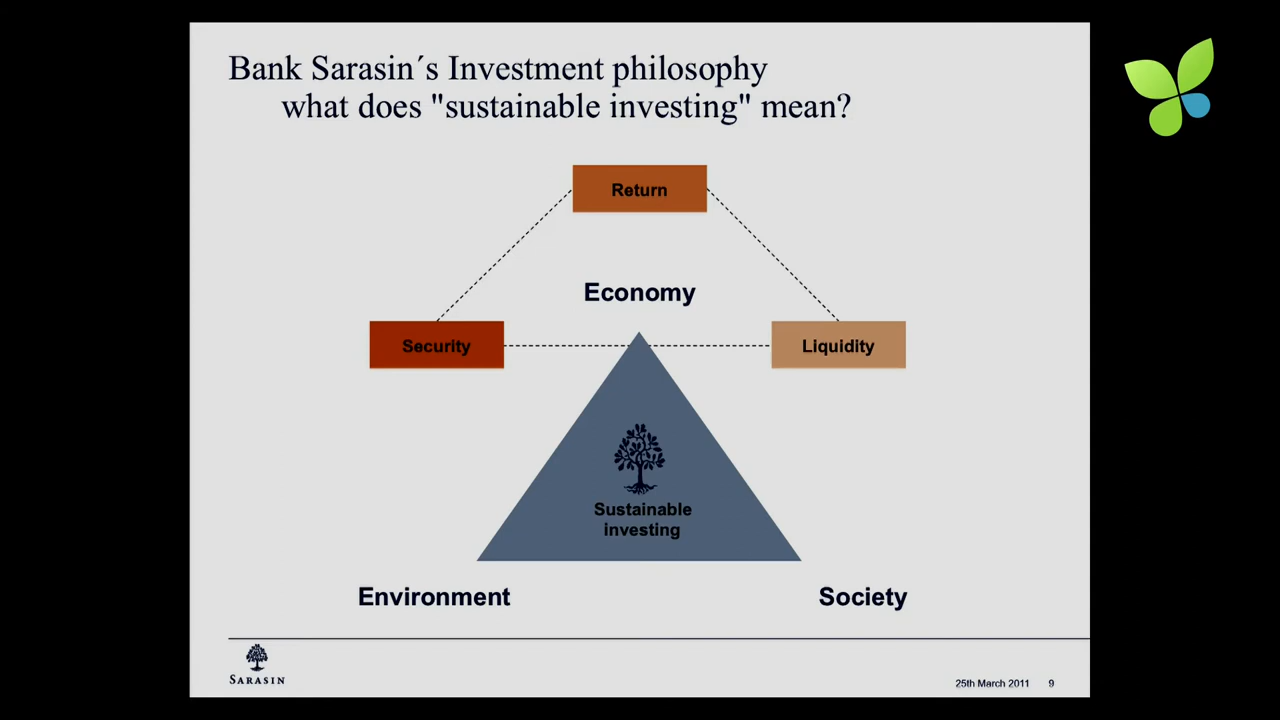 Bank Sarasin´s Investment philosophy
what does "sustainable investing" mean?
Return
Economy
Security
Liquidity
Sustainable
investing
Environment
Society
SARASIN
25th March 2011 9